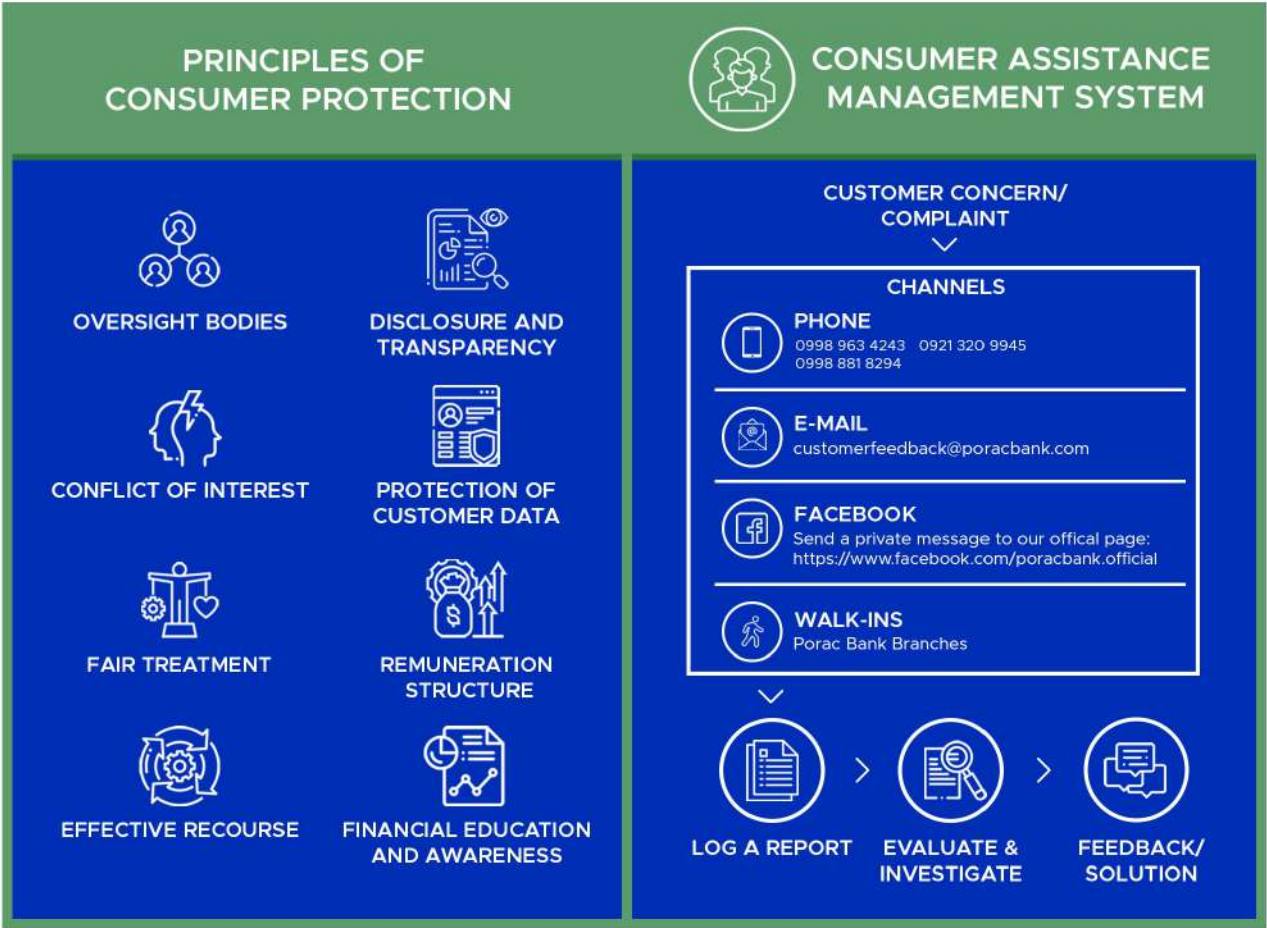 PRINCIPLES OF
CONSUMER PROTECTION
OVERSIGHT BODIES
DISCLOSURE AND
TRANSPARENCY
CONFLICT OF INTEREST
PROTECTION OF
CUSTOMER DATA
FAIR TREATMENT
REMUNERATION
STRUCTURE
EFFECTIVE RECOURSE
FINANCIAL EDUCATION
AND AWARENESS
CONSUMER ASSISTANCE
MANAGEMENT SYSTEM
CUSTOMER CONCERN/
COMPLAINT
CHANNELS
PHONE
0998 963 4243 0921 320 9945
0998 881 8294
E-MAIL
customerfeedback@poracbank.com
FACEBOOK
Send a private message to our offical page:
https://www.facebook.com/poracbank.official
WALK-INS
Porac Bank Branches
LOG A REPORT
EVALUATE &
INVESTIGATE
FEEDBACK/
SOLUTION